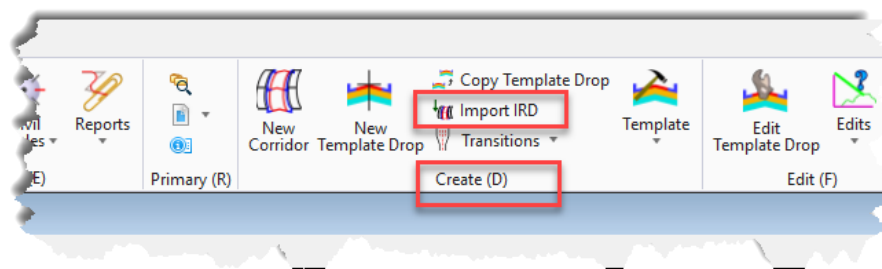 Reports
New
Corridor
New
Template Drop
Copy Template Drop
Import IRD
Transitions
Template
Edit
Template Drop
Edits
Primary (R)
Create (D)
Edit (F)